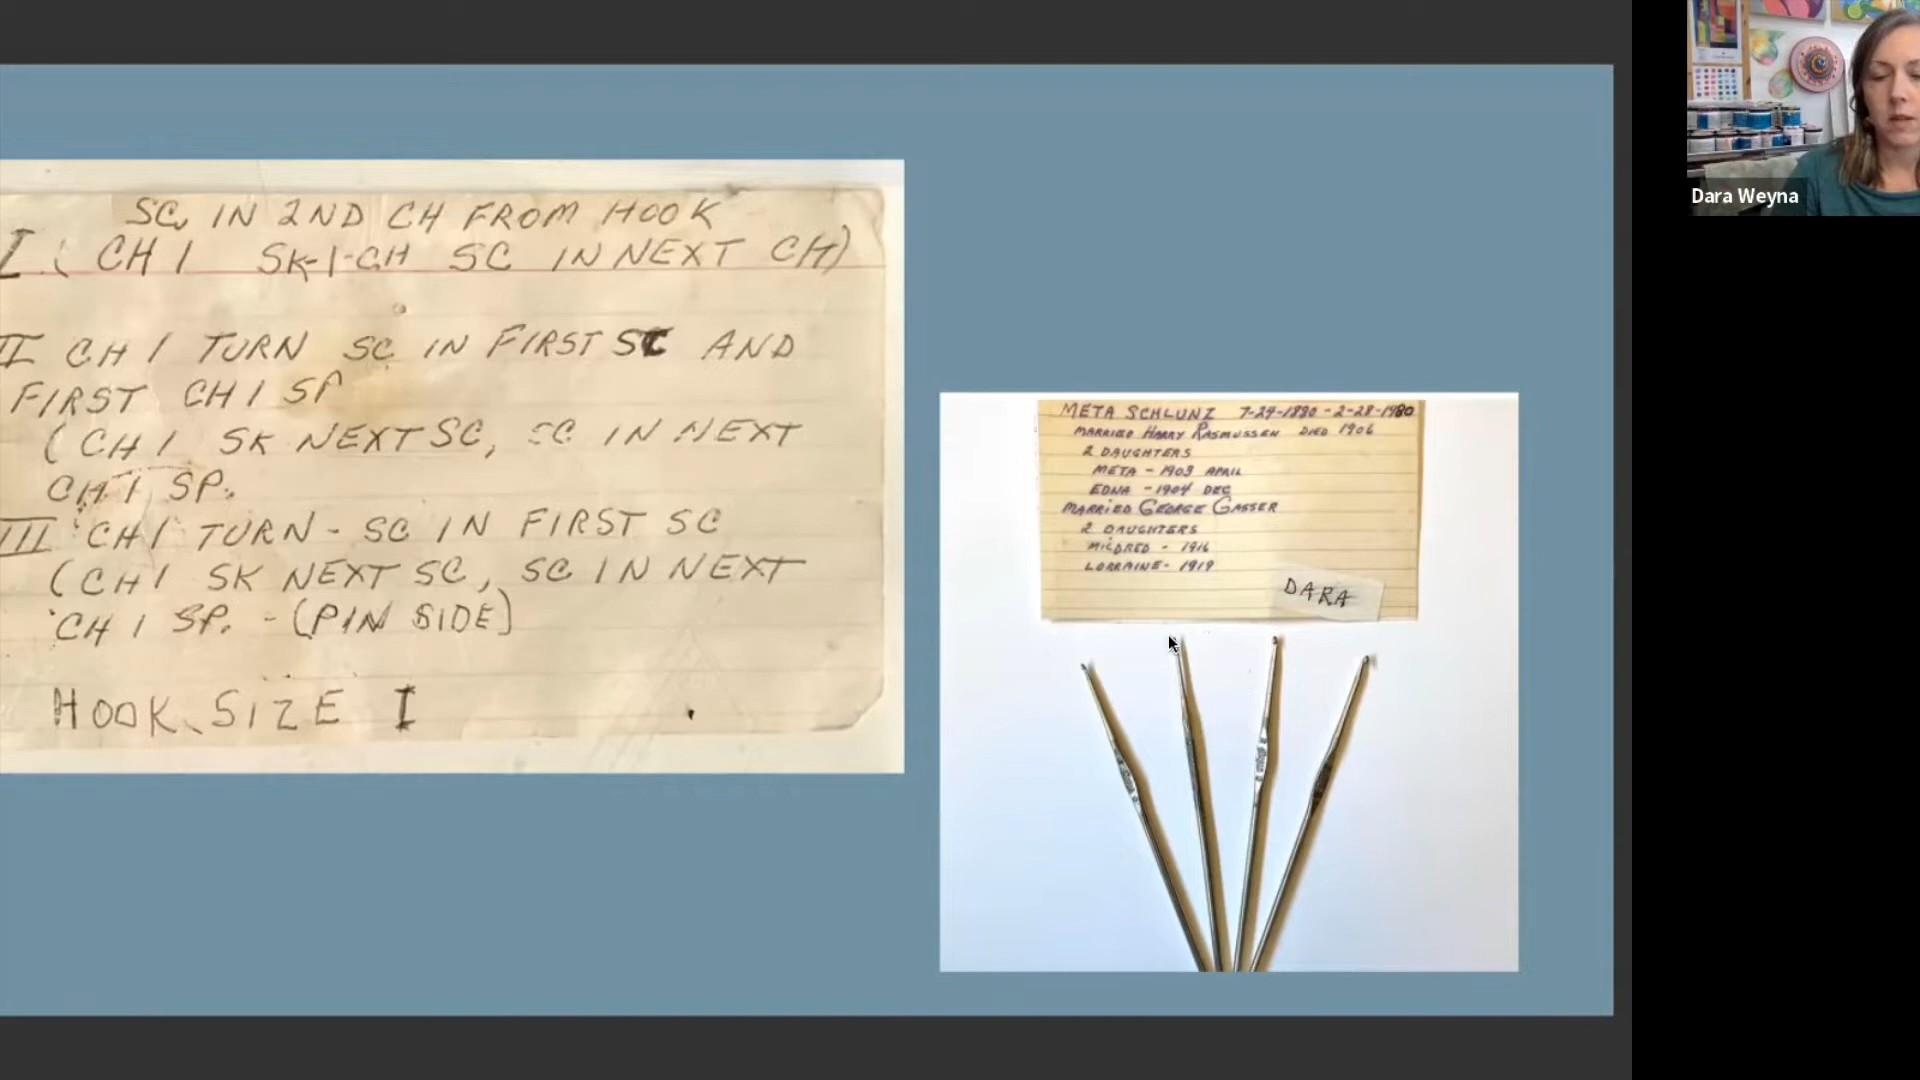 SC IN 2ND CH FROM HOOK
I ( CH 1 SK-1-CH SC IN NEXT CH)
II CH 1 TURN SC IN FIRST SC AND
FIRST CH 1 SP
( CH 1 SK NEXT SC, SC IN NEXT
CH 1 SP.
III CH 1 TURN - SC IN FIRST SC
(CH 1 SK NEXT SC, SC IN NEXT
CH 1 SP. - (PIN SIDE)
HOOK SIZE I
META SCHLUNZ 7-29-1880 - 2-28-1980
MARRIED HARRY RASMUSSEN DIED 1906
2 DAUGHTERS
META - 1903 APRIL
EDNA - 1904 DEC
MARRIED GEORGE GASSER
2 DAUGHTERS
MILDRED - 1916
LORRAINE - 1919
DARA
Dara Weyna